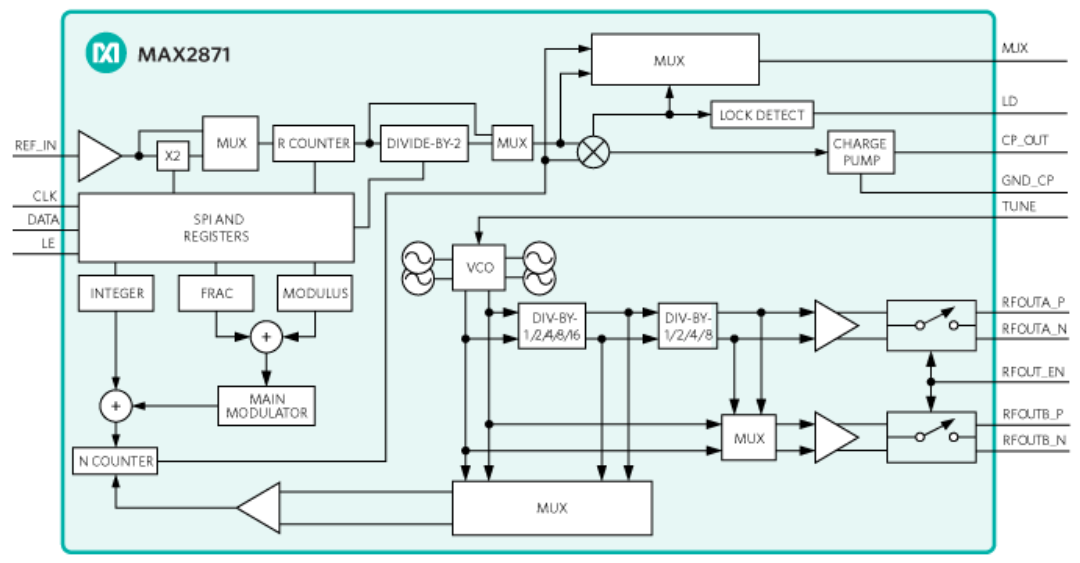 MAX2871
MUX
MUX
LOCK DETECT
LD
REF_IN
X2
MUX
R COUNTER
DIVIDE-BY-2
MUX
CHARGE
PUMP
CP_OUT
GND_CP
TUNE
CLK
DATA
LE
SPI AND
REGISTERS
VCO
INTEGER
FRAC
MODULUS
DIV-BY-
1/2/4/8/16
DIV-BY-
1/2/4/8
RFOUTA_P
RFOUTA_N
RFOUT_EN
+
MAIN
MODULATOR
+
MUX
RFOUTB_P
RFOUTB_N
N COUNTER
MUX